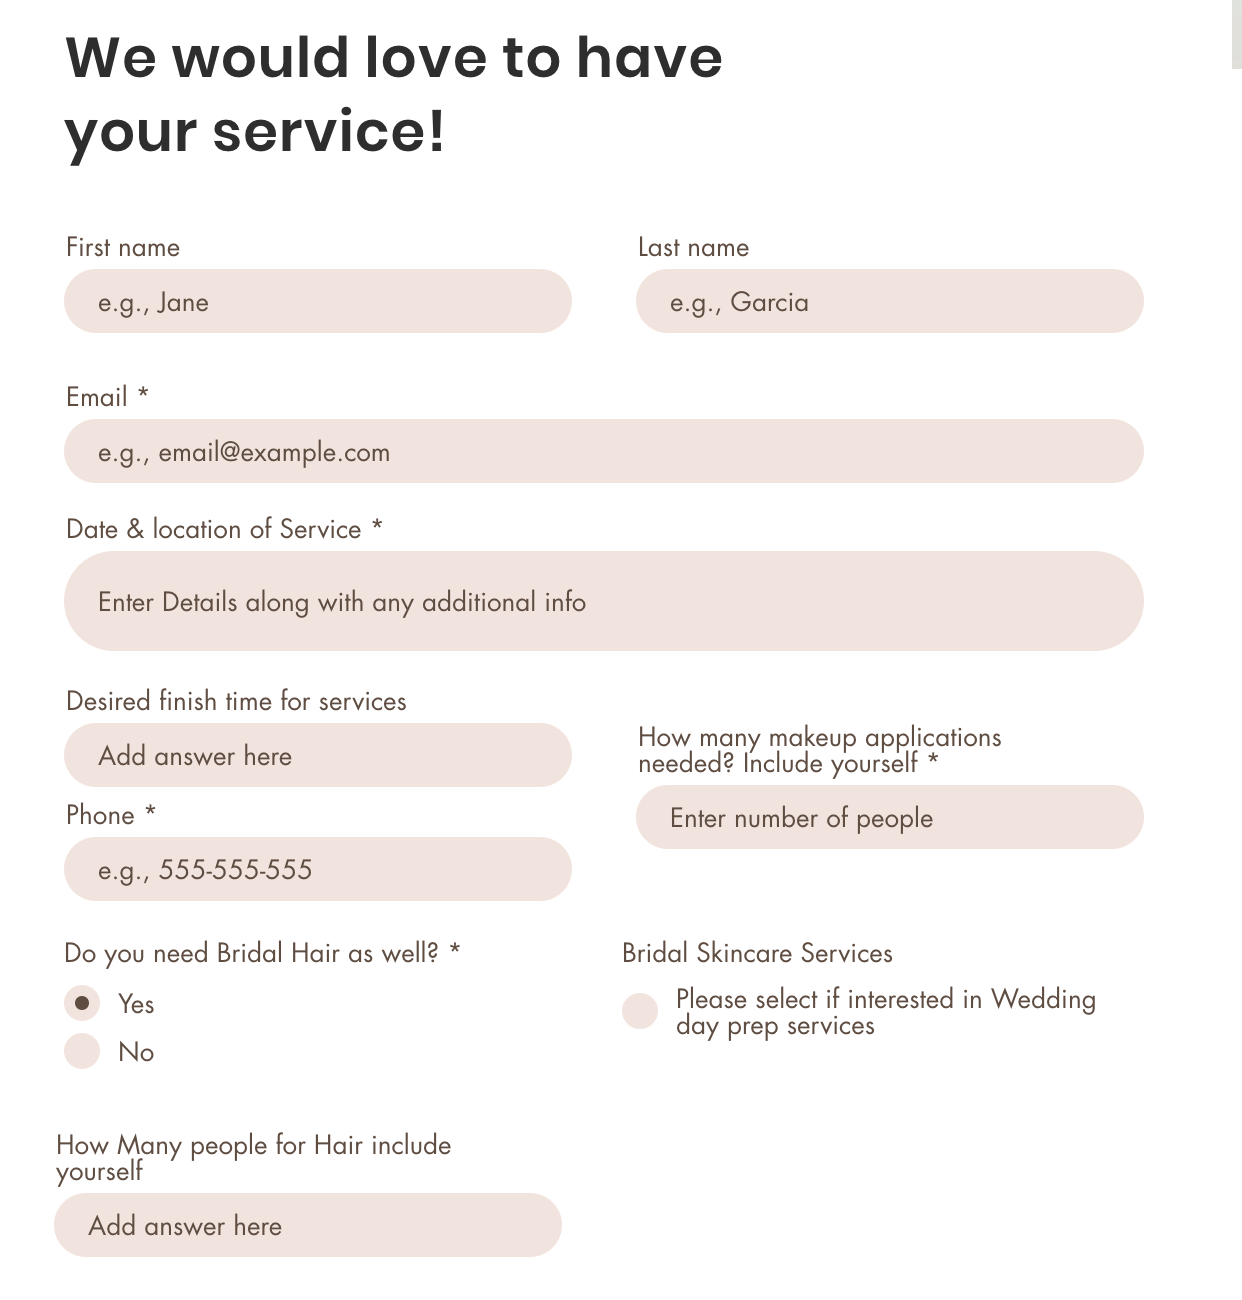 We would love to have
your service!
First name
Last name
e.g., Jane
e.g., Garcia
Email *
e.g., email@example.com
Date & location of Service *
Enter Details along with any additional info
Desired finish time for services
Add answer here
How many makeup applications
needed? Include yourself *
Enter number of people
Phone *
e.g., 555-555-555
Do you need Bridal Hair as well? *
Yes
No
Bridal Skincare Services
Please select if interested in Wedding
day prep services
How Many people for Hair include
yourself
Add answer here